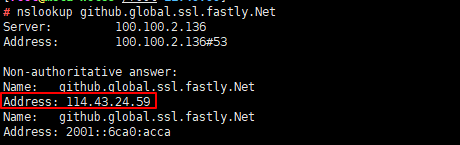 # nslookup github.global.ssl.fastly.Net
Server: 100.100.2.136
Address: 100.100.2.136#53
Non-authoritative answer:
Name: github.global.ssl.fastly.Net
Address: 114.43.24.59
Name: github.global.ssl.fastly.Net
Address: 2001::6ca0:acca